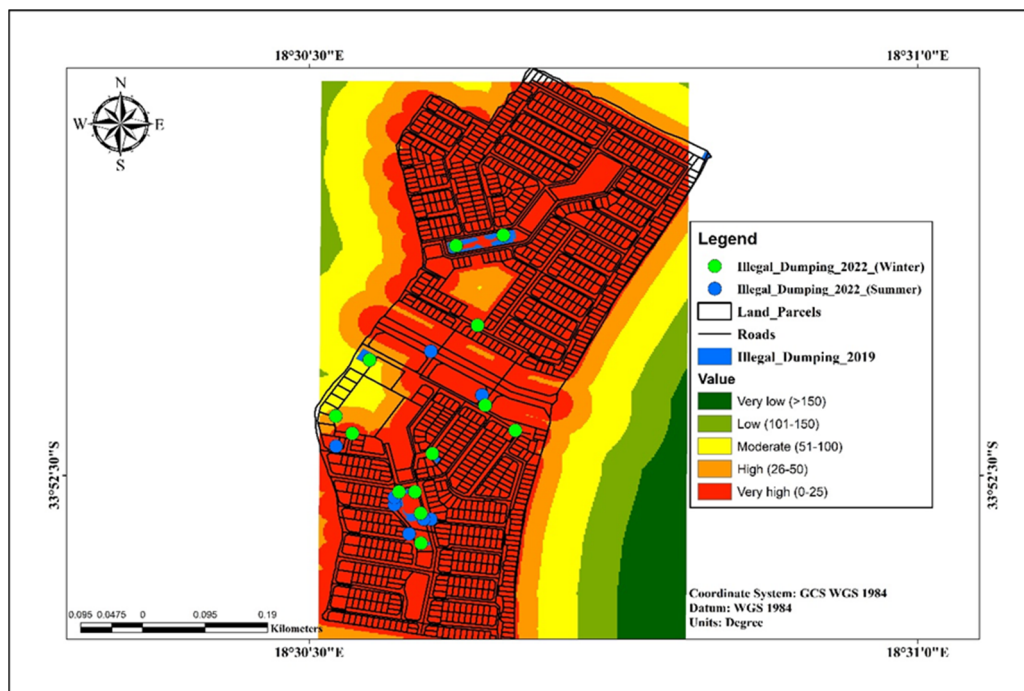 18°30'30"E 18°31'0"E
N
W E
S
Legend
Illegal_Dumping_2022_(Winter)
Illegal_Dumping_2022_(Summer)
Land_Parcels
Roads
Illegal_Dumping_2019
Value
Very low (>150)
Low (101-150)
Moderate (51-100)
High (26-50)
Very high (0-25)
33°52'30"S 33°52'30"S
Coordinate System: GCS WGS 1984
Datum: WGS 1984
Units: Degree
0.095 0.0475 0 0.095 0.19
Kilometers
18°30'30"E 18°31'0"E